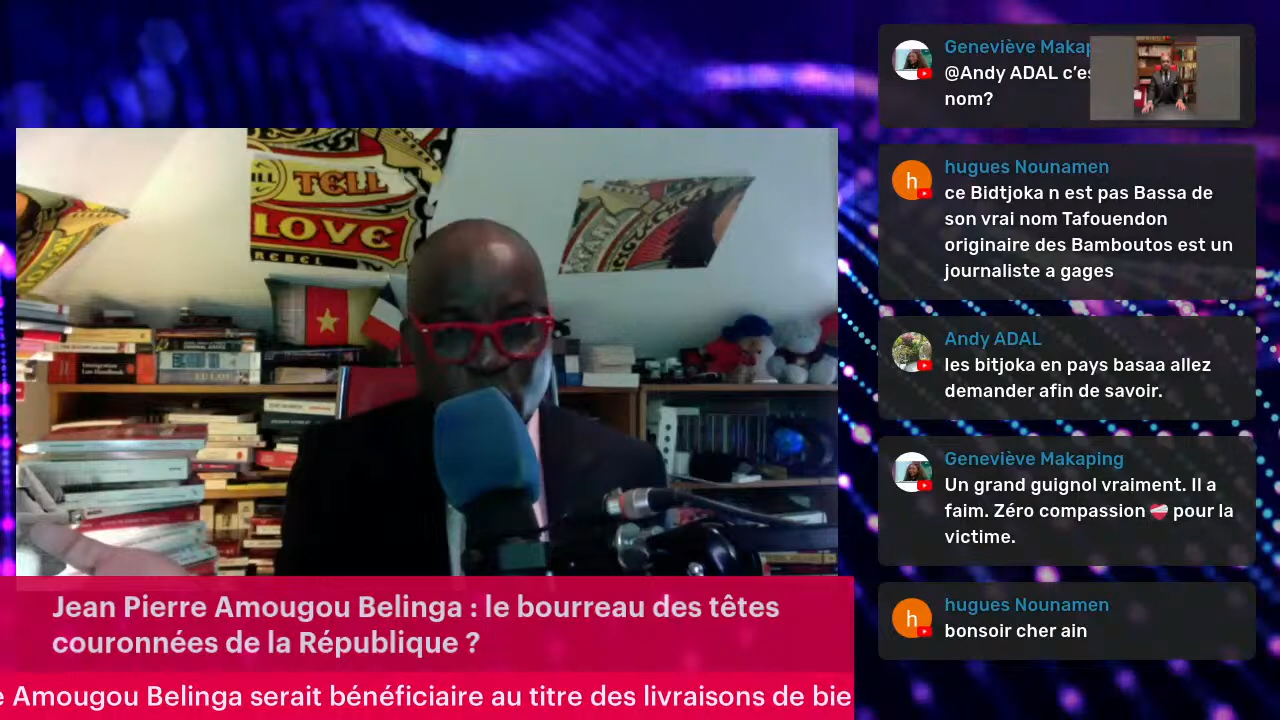 Geneviève Makap
@Andy ADAL c'es
nom?
hugues Nounamen
ce Bidtjoka n est pas Bassa de
son vrai nom Tafouendon
originaire des Bamboutos est un
journaliste a gages
Andy ADAL
les bitjoka en pays basaa allez
demander afin de savoir.
Geneviève Makaping
Un grand guignol vraiment. Il a
faim. Zéro compassion ❤️‍🩹 pour la
victime.
hugues Nounamen
bonsoir cher ain
TELL
LOVE
REBEL
Immigration
Law Handbook
Jean Pierre Amougou Belinga : le bourreau des têtes
couronnées de la République ?
e Amougou Belinga serait bénéficiaire au titre des livraisons de bie